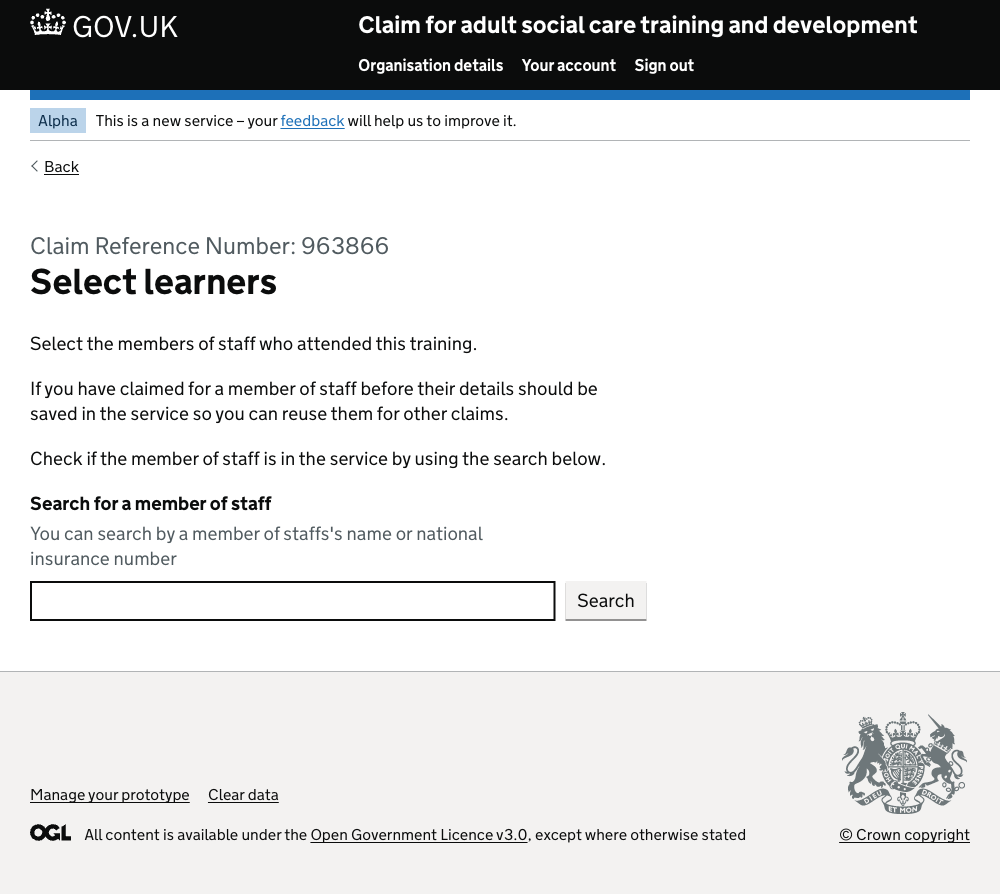 GOV.UK
Claim for adult social care training and development
Organisation details Your account Sign out
Alpha This is a new service – your feedback will help us to improve it.
Back
Claim Reference Number: 963866
Select learners
Select the members of staff who attended this training.
If you have claimed for a member of staff before their details should be
saved in the service so you can reuse them for other claims.
Check if the member of staff is in the service by using the search below.
Search for a member of staff
You can search by a member of staffs's name or national
insurance number
Search
Manage your prototype Clear data
OGL All content is available under the Open Government Licence v3.0, except where otherwise stated
DIEU ET MON DROIT
© Crown copyright